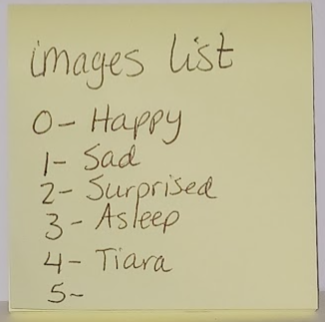 images list
0- Happy
1- Sad
2- Surprised
3- Asleep
4- Tiara
5-